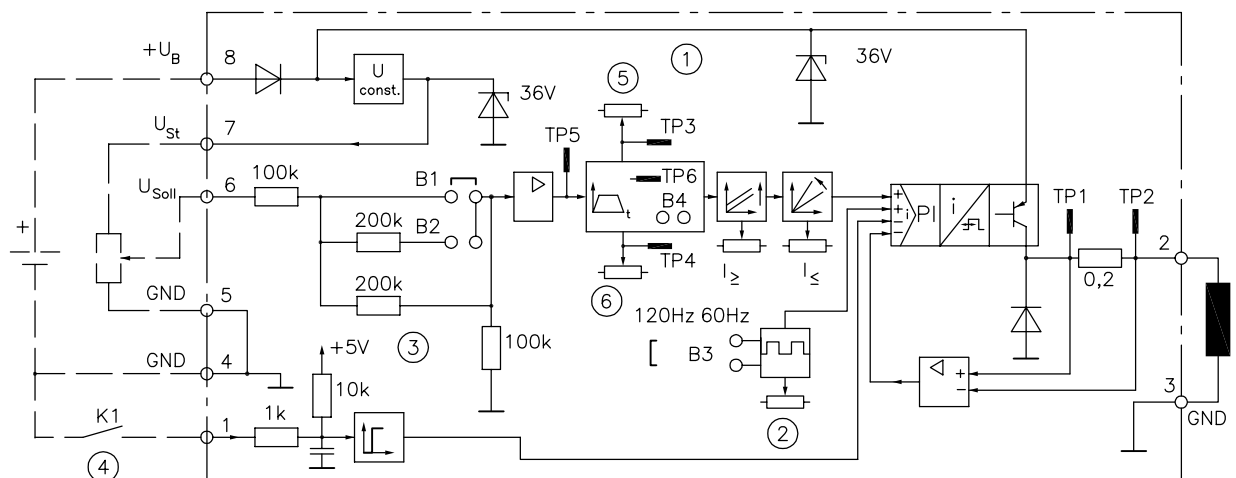 +U_B
8
1
36V
U
const.
36V
5
U_St
7
TP5
TP3
TP6
B4
t
U_Soll
6
100k
B1
200k
B2
200k
+
+
+
i
−
−
PI
i
TP1
TP2
2
0,2
I≥
I≤
TP4
6
GND
5
GND
4
3
+5V
10k
100k
120Hz 60Hz
B3
2
+
−
3
GND
K1
1
1k
4